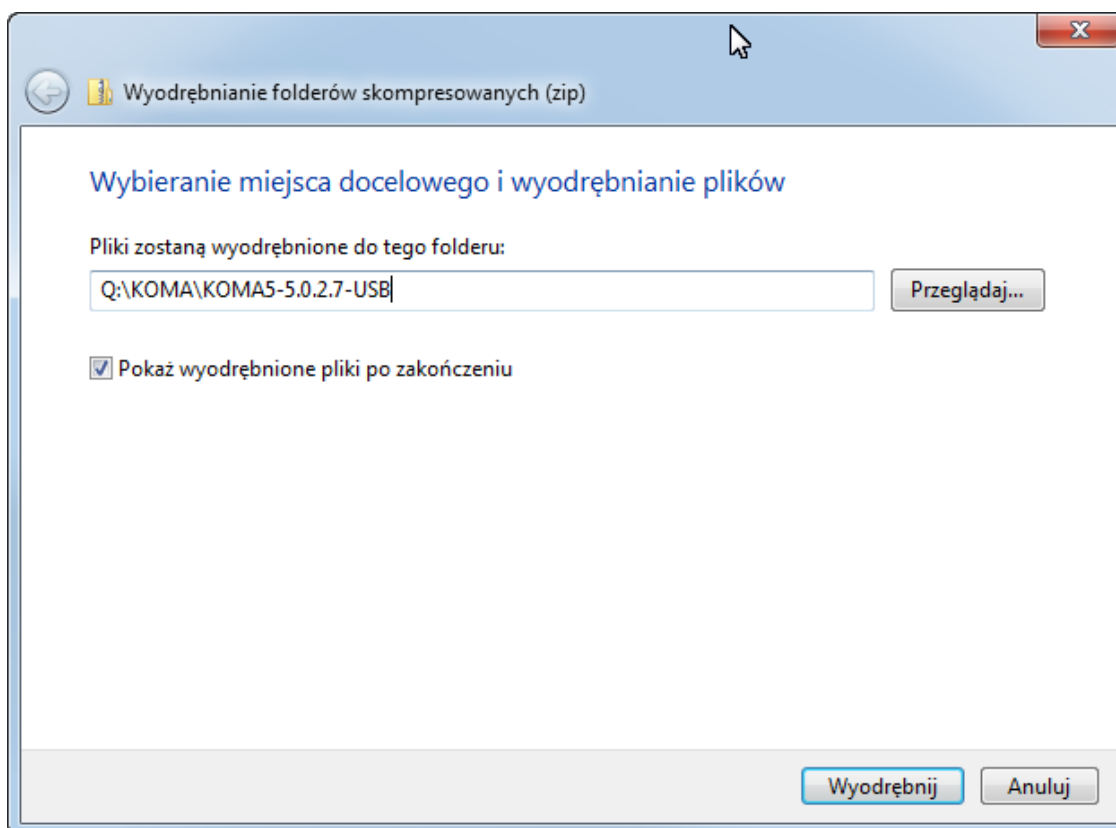 Wyodrębnianie folderów skompresowanych (zip)
Wybieranie miejsca docelowego i wyodrębnianie plików
Pliki zostaną wyodrębnione do tego folderu:
Q:\KOMA\KOMA5-5.0.2.7-USB
Przeglądaj...
Pokaż wyodrębnione pliki po zakończeniu
Wyodrębnij
Anuluj